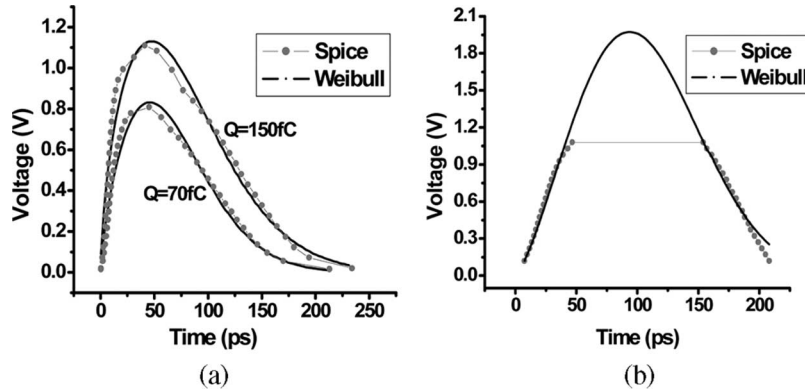 1.2
1.0
0.8
0.6
0.4
0.2
0.0
Voltage (V)
Spice
Weibull
Q=150fC
Q=70fC
0 50 100 150 200 250
Time (ps)
(a)
2.1
1.8
1.5
1.2
0.9
0.6
0.3
0.0
Voltage (V)
Spice
Weibull
0 50 100 150 200
Time (ps)
(b)